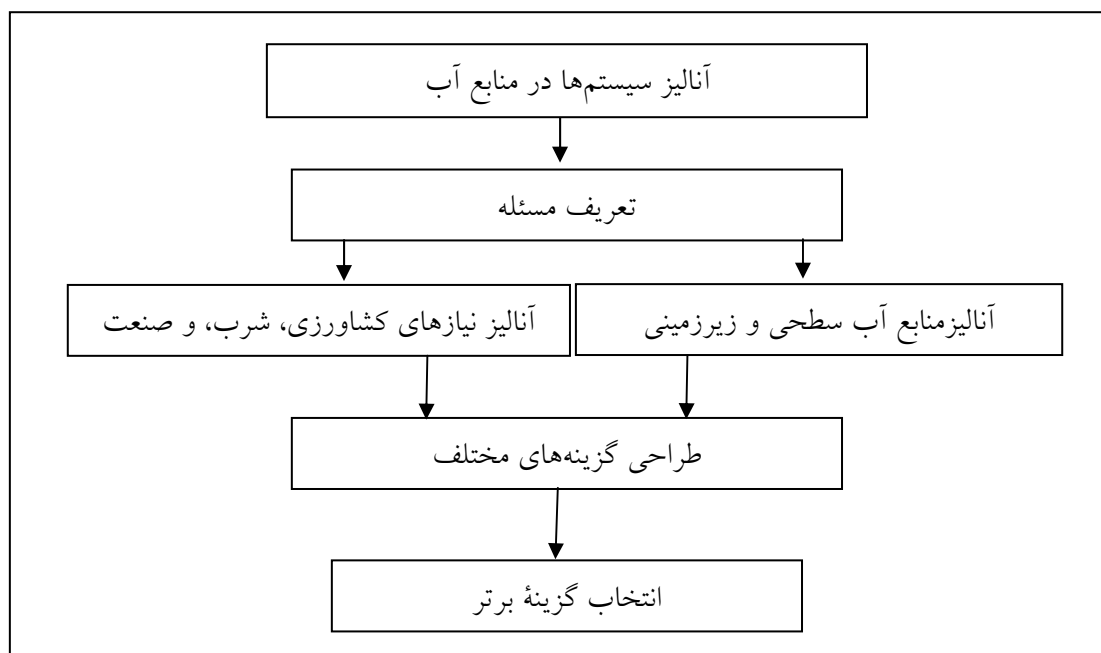 آنالیز سیستم‌ها در منابع آب
تعریف مسئله
آنالیزمنابع آب سطحی و زیرزمینی
آنالیز نیازهای کشاورزی، شرب، و صنعت
طراحی گزینه‌های مختلف
انتخاب گزینۀ برتر